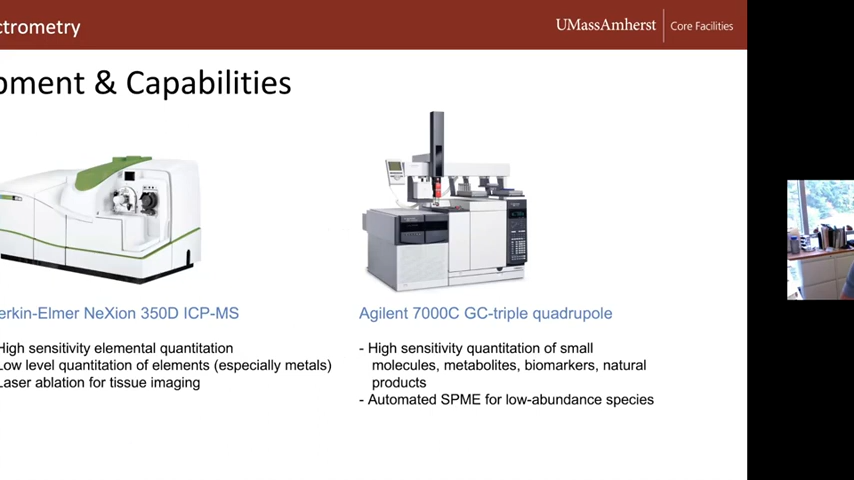 ctrometry
UMassAmherst Core Facilities
pment & Capabilities
erkin-Elmer NeXion 350D ICP-MS
High sensitivity elemental quantitation
Low level quantitation of elements (especially metals)
Laser ablation for tissue imaging
Agilent 7000C GC-triple quadrupole
- High sensitivity quantitation of small
molecules, metabolites, biomarkers, natural
products
- Automated SPME for low-abundance species